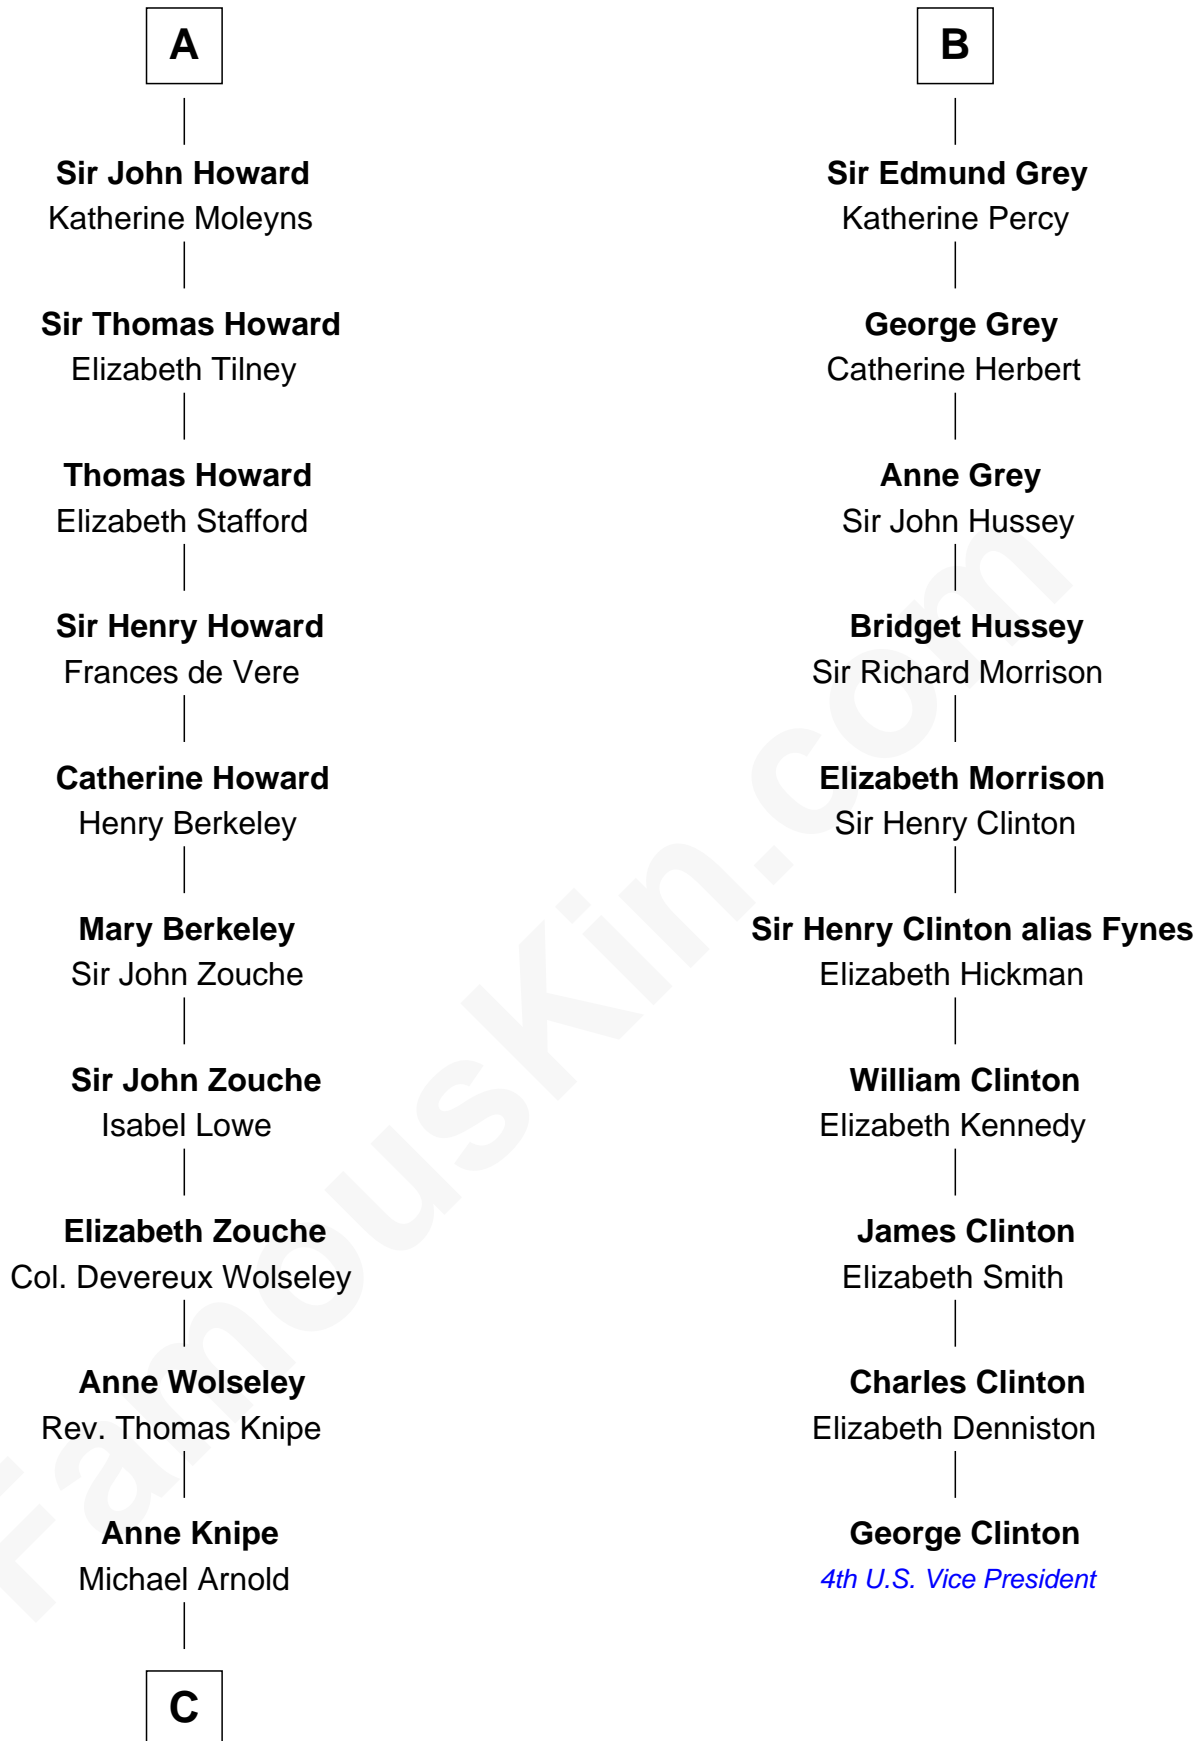 A
Sir John Howard
Katherine Moleyns
Sir Thomas Howard
Elizabeth Tilney
Thomas Howard
Elizabeth Stafford
Sir Henry Howard
Frances de Vere
Catherine Howard
Henry Berkeley
Mary Berkeley
Sir John Zouche
Sir John Zouche
Isabel Lowe
Elizabeth Zouche
Col. Devereux Wolseley
Anne Wolseley
Rev. Thomas Knipe
Anne Knipe
Michael Arnold
C
B
Sir Edmund Grey
Katherine Percy
George Grey
Catherine Herbert
Anne Grey
Sir John Hussey
Bridget Hussey
Sir Richard Morrison
Elizabeth Morrison
Sir Henry Clinton
Sir Henry Clinton alias Fynes
Elizabeth Hickman
William Clinton
Elizabeth Kennedy
James Clinton
Elizabeth Smith
Charles Clinton
Elizabeth Denniston
George Clinton
4th U.S. Vice President
FamousKin.com